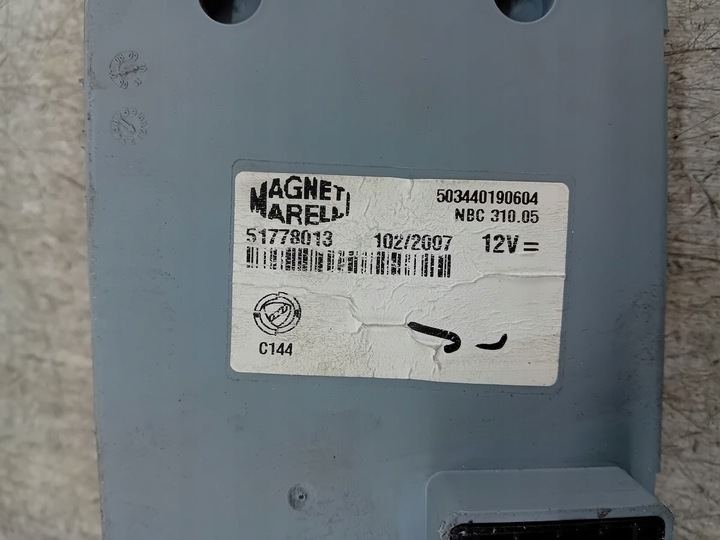 MAGNETI
MARELLI
503440190604
NBC 310.05
51778013 102/2007 12V=
C144